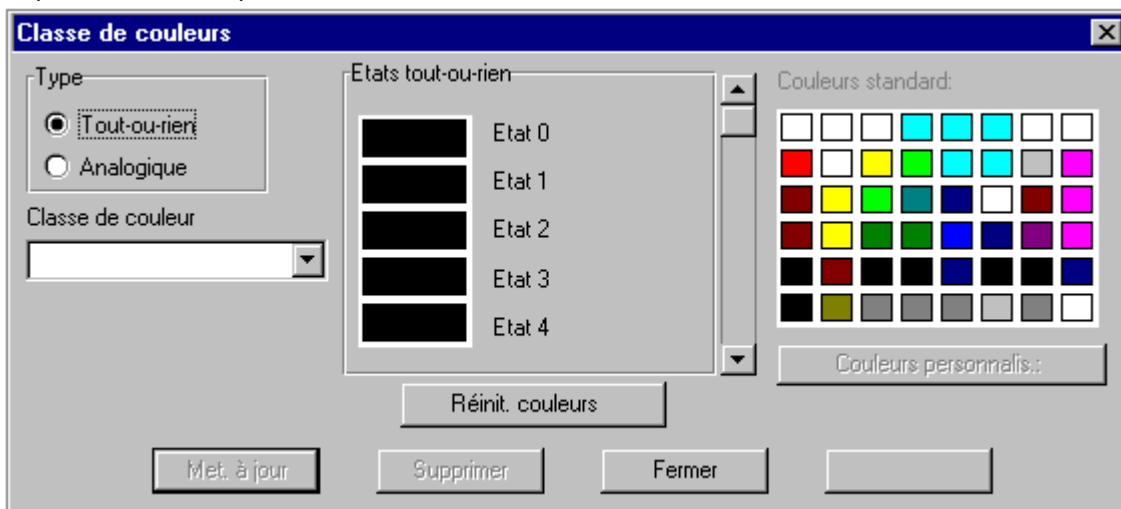 Classe de couleurs
Type
Tout-ou-rien
Analogique
Classe de couleur
Etats tout-ou-rien
Etat 0
Etat 1
Etat 2
Etat 3
Etat 4
Réinit. couleurs
Couleurs standard:
Couleurs personnalis.:
Met. à jour
Supprimer
Fermer